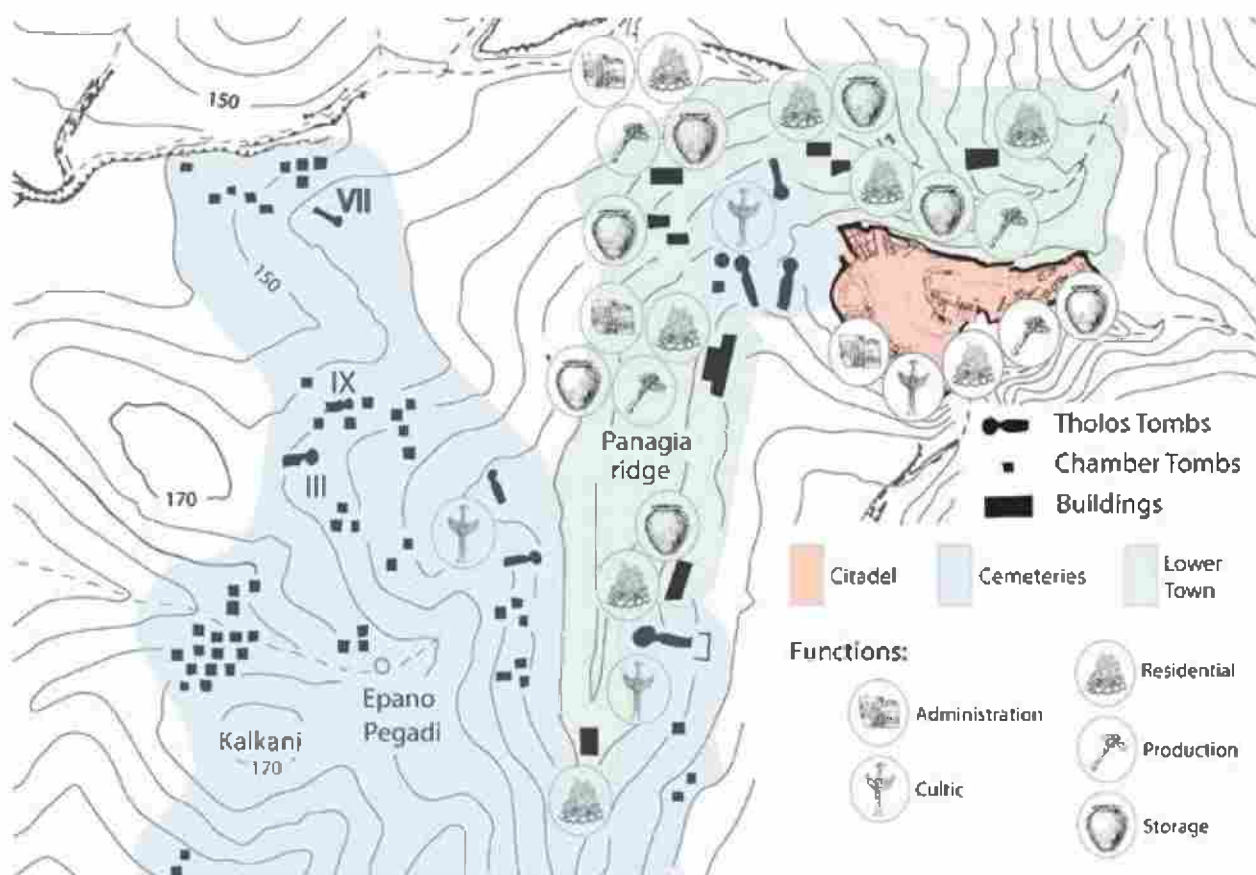 150
VII
150
IX
III
170
Panagia
ridge
Epano
Pegadi
Kalkani
170
Tholos Tombs
Chamber Tombs
Buildings
Citadel
Cemeteries
Lower
Town
Functions:
Administration
Cultic
Residential
Production
Storage